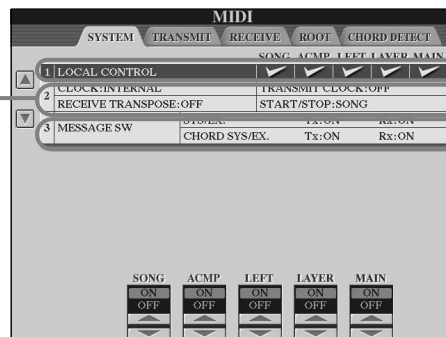 MIDI
SYSTEM TRANSMIT RECEIVE ROOT CHORD DETECT
SONG ACMP LEFT LAYER MAIN
1 LOCAL CONTROL
2 CLOCK:INTERNAL TRANSMIT CLOCK:OFF
RECEIVE TRANSPOSE:OFF START/STOP:SONG
3 MESSAGE SW SYS/EX. Tx:ON Rx:ON
CHORD SYS/EX. Tx:ON Rx:ON
SONG ACMP LEFT LAYER MAIN
ON ON ON ON ON
OFF OFF OFF OFF OFF